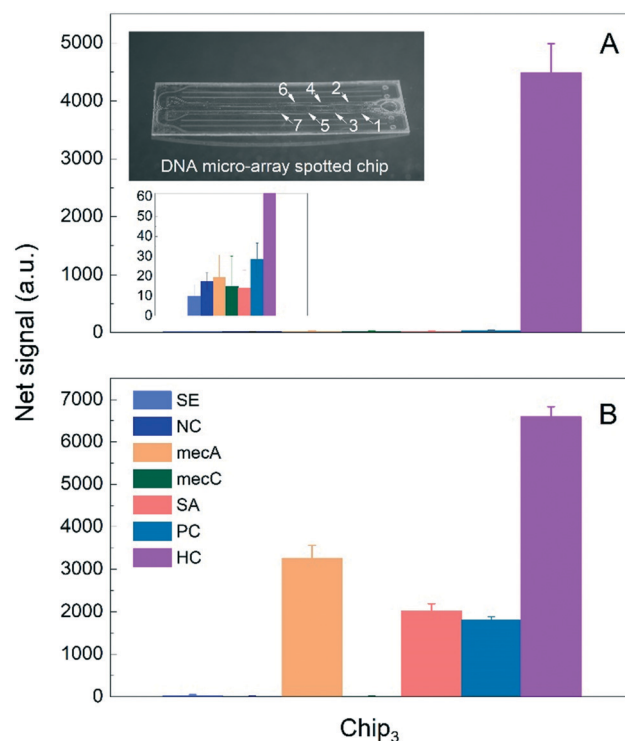 A
5000
4000
3000
2000
1000
0
6 4 2
7 5 3 1
DNA micro-array spotted chip
60
50
40
30
20
10
0
Net signal (a.u.)
B
7000
6000
5000
4000
3000
2000
1000
0
SE
NC
mecA
mecC
SA
PC
HC
Chip₃